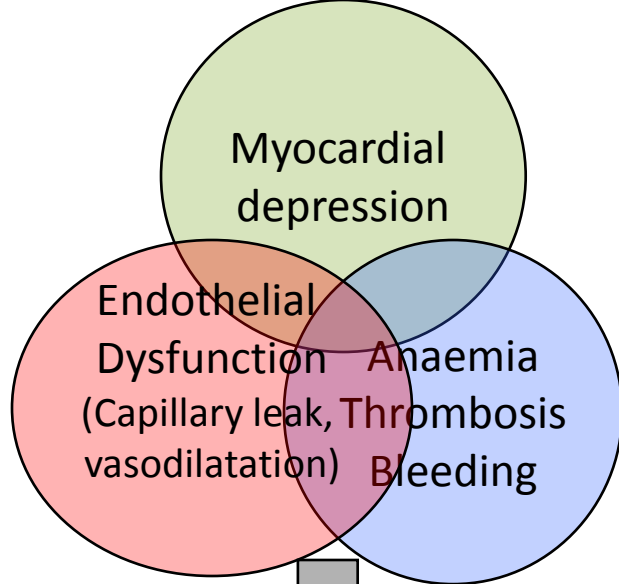 Myocardial
depression
Endothelial
Dysfunction
(Capillary leak,
vasodilatation)
Anaemia
Thrombosis
Bleeding